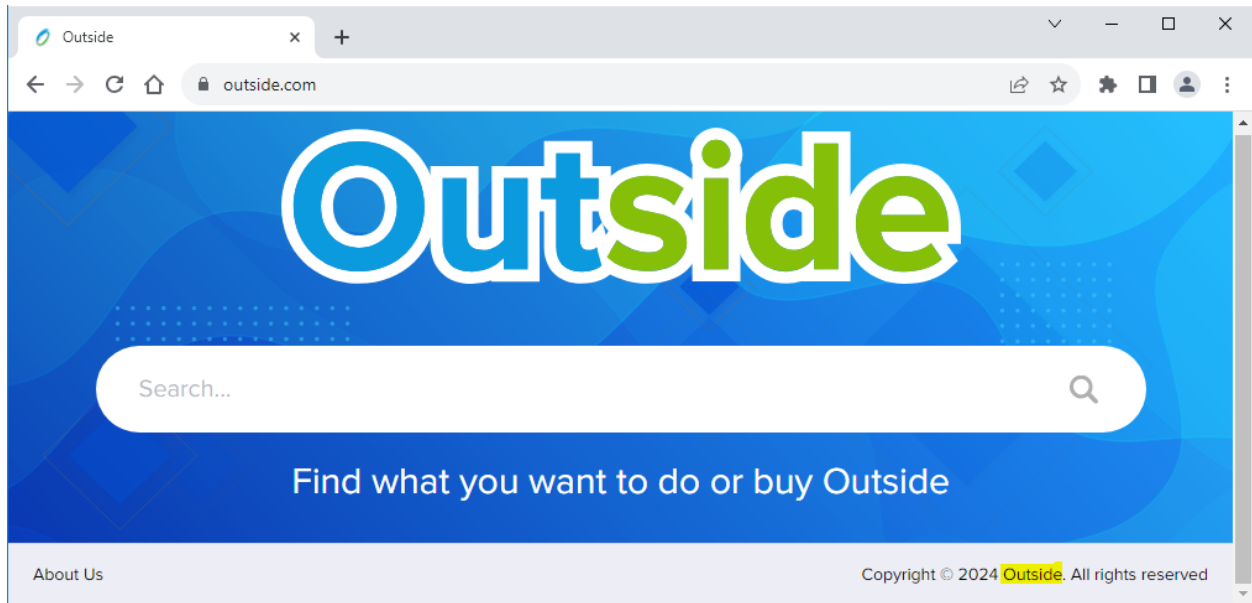 Outside
outside.com
Outside
Search...
Find what you want to do or buy Outside
About Us
Copyright © 2024 Outside. All rights reserved